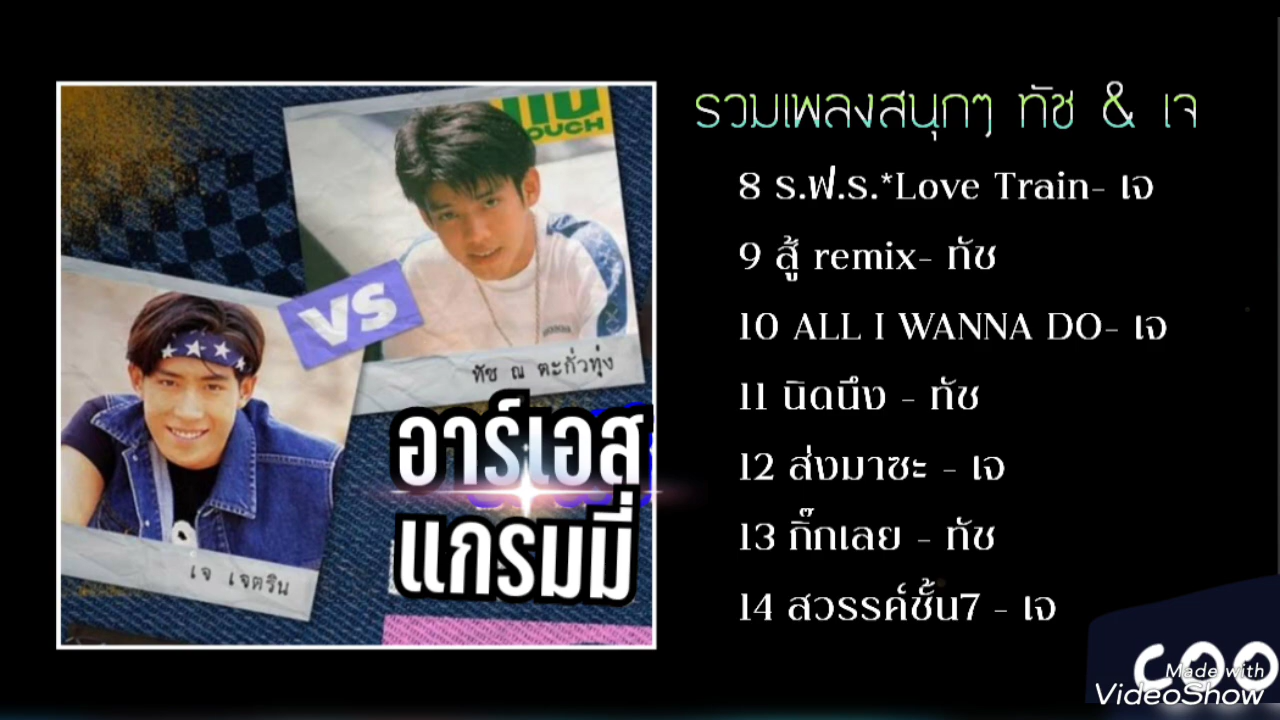 รวมเพลงสนุกๆ ทัช & เจ
8 ร.ฟ.ร.*Love Train- เจ
9 สู้ remix- ทัช
10 ALL I WANNA DO- เจ
11 นิดนึง - ทัช
12 ส่งมาซะ - เจ
13 กิ๊กเลย - ทัช
14 สวรรค์ชั้น7 - เจ
OUCH
VS
ทัช ณ ตะกั่วทุ่ง
อาร์เอส
แกรมมี่
เจ เจตริน
COO
Made with
VideoShow